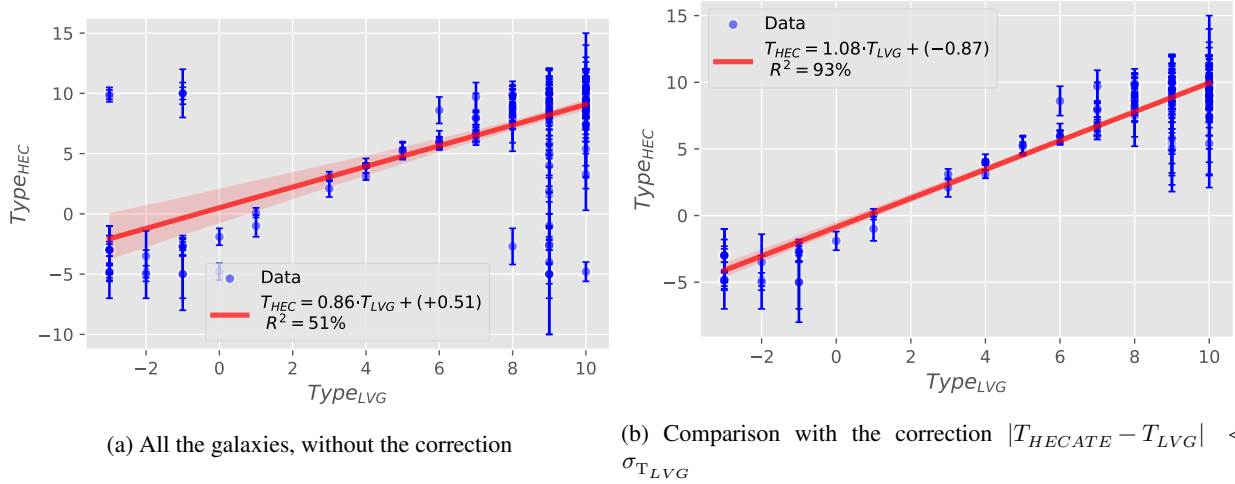 15
10
5
0
−5
−10
Type_HEC
Data
T_HEC = 0.86·T_LVG + (+0.51)
R² = 51%
−2 0 2 4 6 8 10
Type_LVG
(a) All the galaxies, without the correction
15
10
5
0
−5
Type_HEC
Data
T_HEC = 1.08·T_LVG + (−0.87)
R² = 93%
−2 0 2 4 6 8 10
Type_LVG
(b) Comparison with the correction |T_HECATE − T_LVG| <
σ_T_LVG